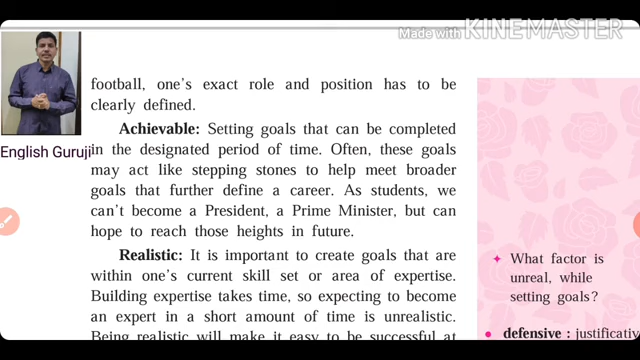 Made with KINEMASTER
football, one's exact role and position has to be
clearly defined.
Achievable: Setting goals that can be completed
in the designated period of time. Often, these goals
may act like stepping stones to help meet broader
goals that further define a career. As students, we
can't become a President, a Prime Minister, but can
hope to reach those heights in future.
Realistic: It is important to create goals that are
within one's current skill set or area of expertise.
Building expertise takes time, so expecting to become
an expert in a short amount of time is unrealistic.
Being realistic will make it easy to be successful at
English Guruji
What factor is
unreal, while
setting goals?
defensive : justificativ